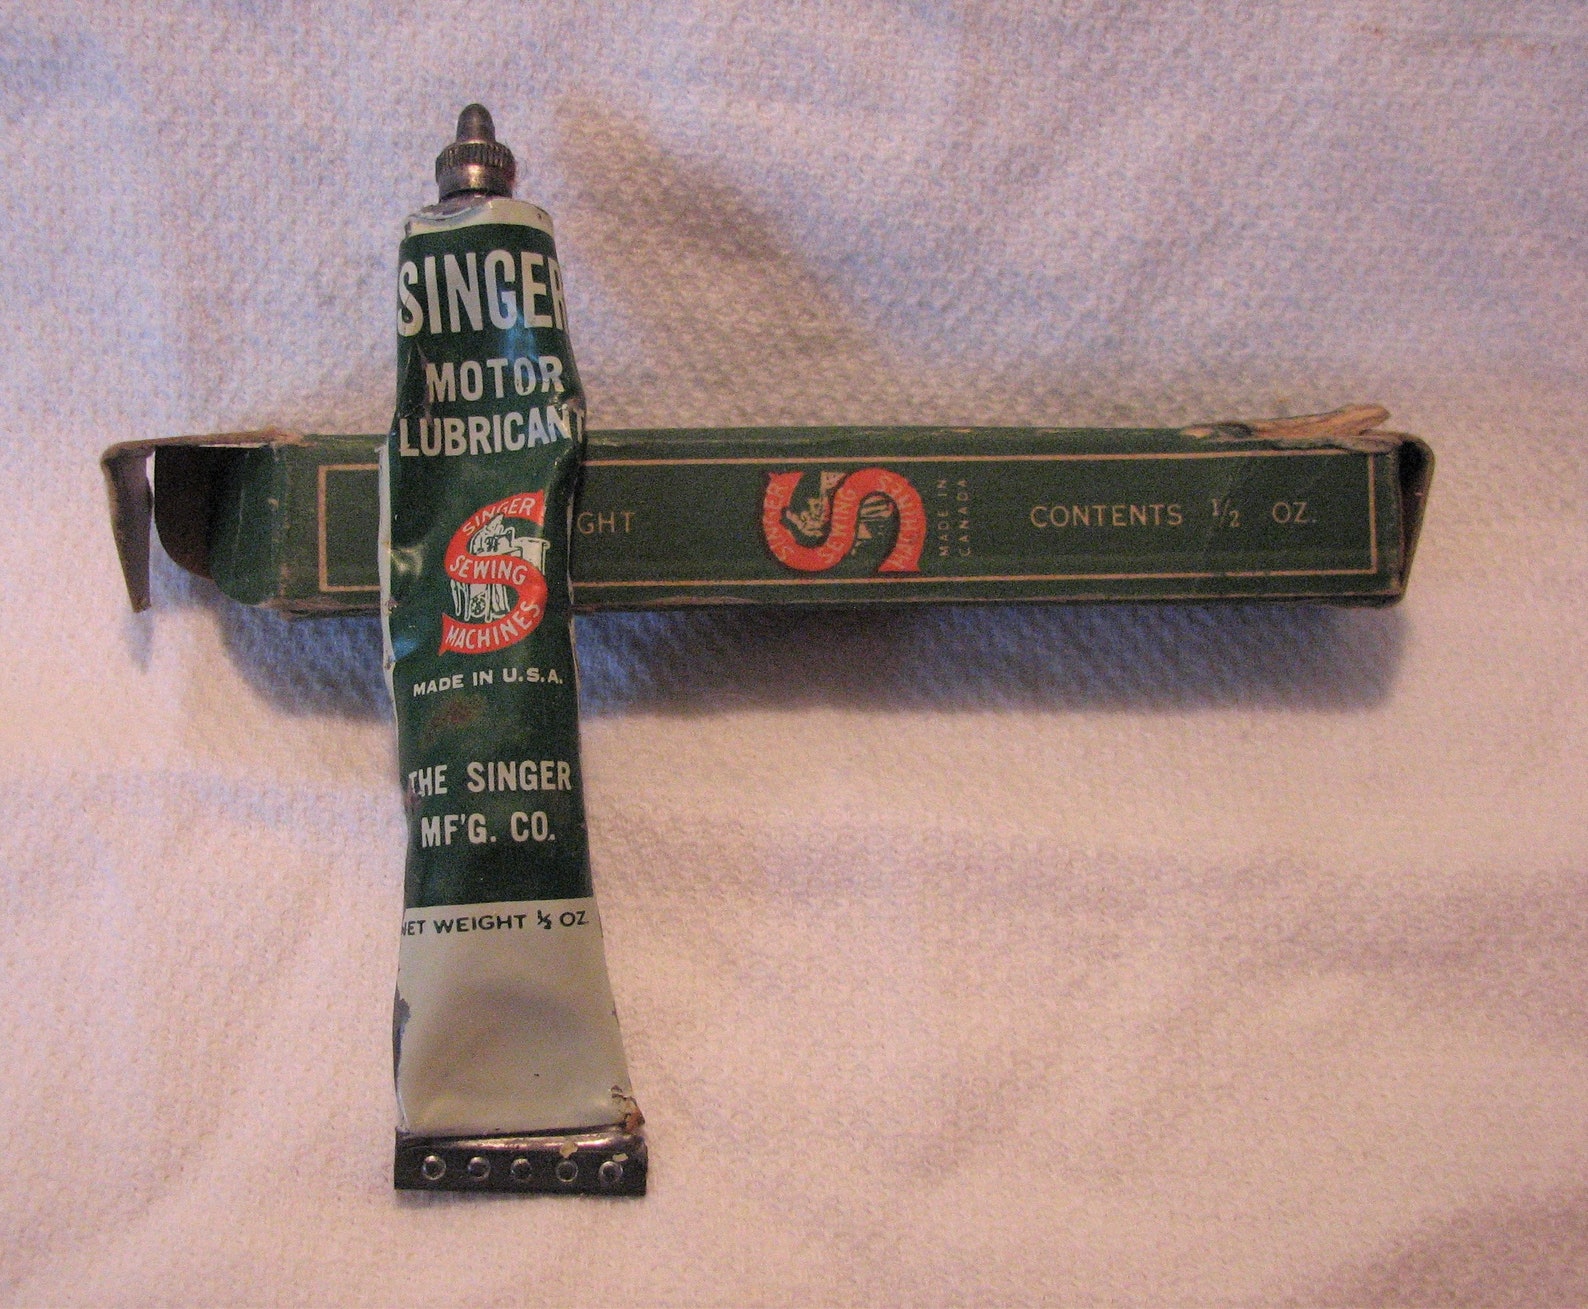 SINGER
MOTOR
LUBRICANT
SINGER
SEWING
MACHINES
MADE IN U.S.A.
THE SINGER
MF'G. CO.
NET WEIGHT ½ OZ.
GHT
SINGER
SEWING
MACHINES
MADE IN
CANADA
CONTENTS ½ OZ.